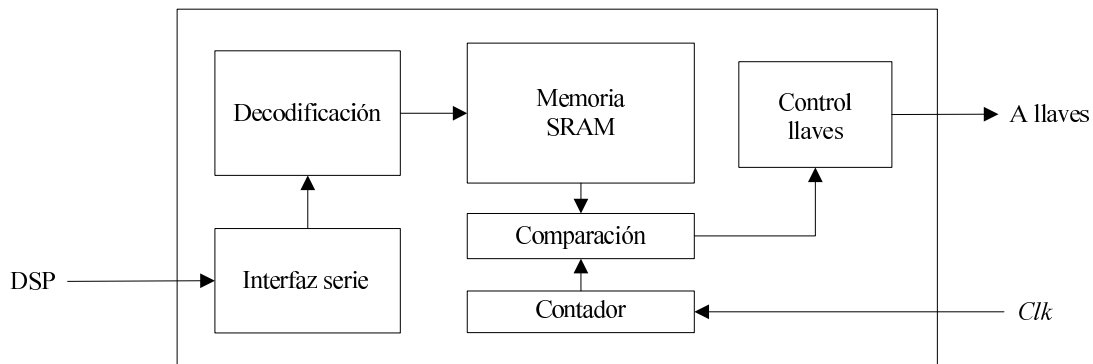 Decodificación
Memoria
SRAM
Control
llaves
A llaves
Comparación
DSP
Interfaz serie
Contador
Clk